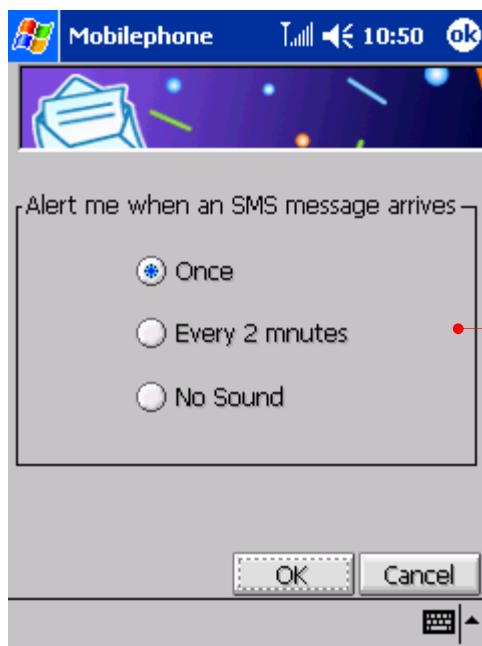 Mobilephone 10:50 ok
Alert me when an SMS message arrives
Once
Every 2 mnutes
No Sound
OK Cancel